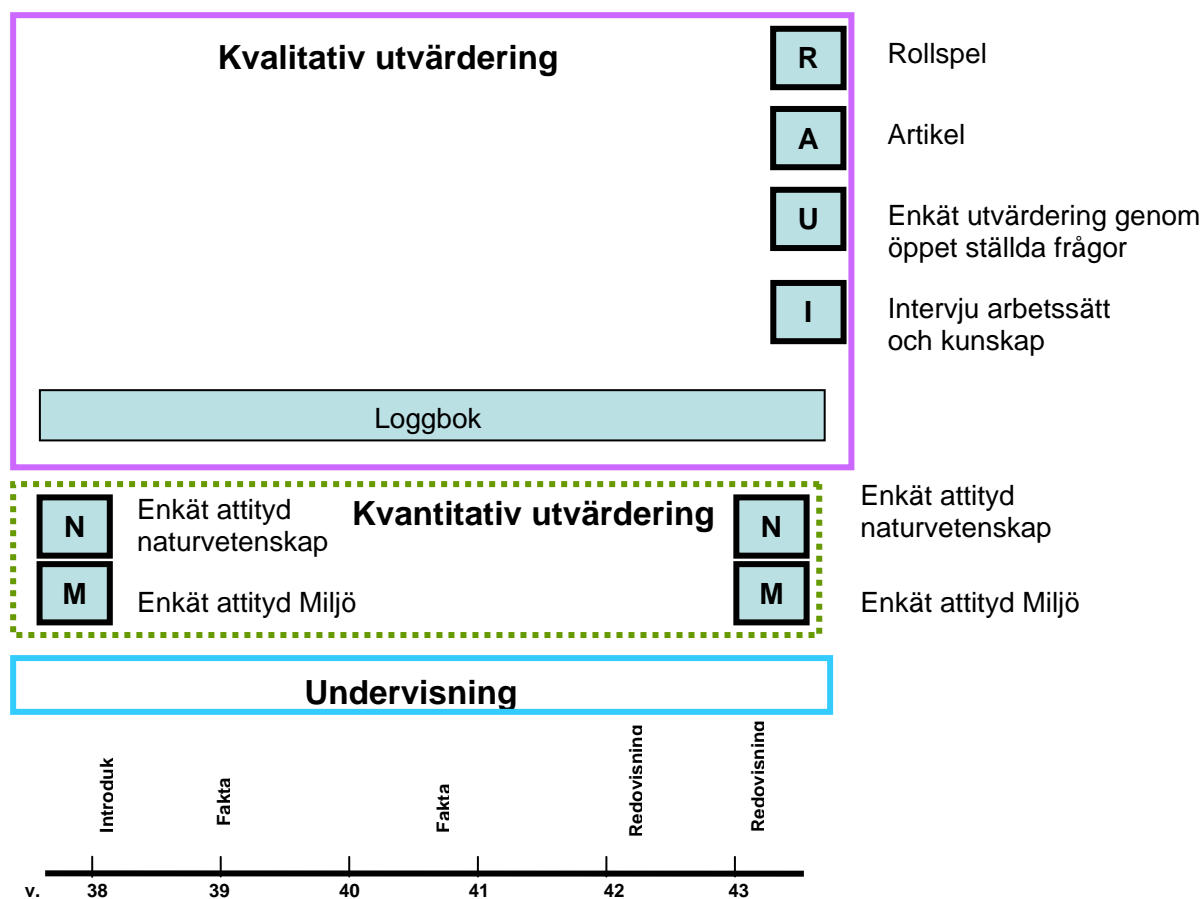 Kvalitativ utvärdering
R
Rollspel
A
Artikel
U
Enkät utvärdering genom
öppet ställda frågor
I
Intervju arbetssätt
och kunskap
Loggbok
N
Enkät attityd
naturvetenskap
Kvantitativ utvärdering
N
Enkät attityd
naturvetenskap
M
Enkät attityd Miljö
M
Enkät attityd Miljö
Undervisning
Introduk
Fakta
Fakta
Redovisning
Redovisning
v. 38 39 40 41 42 43